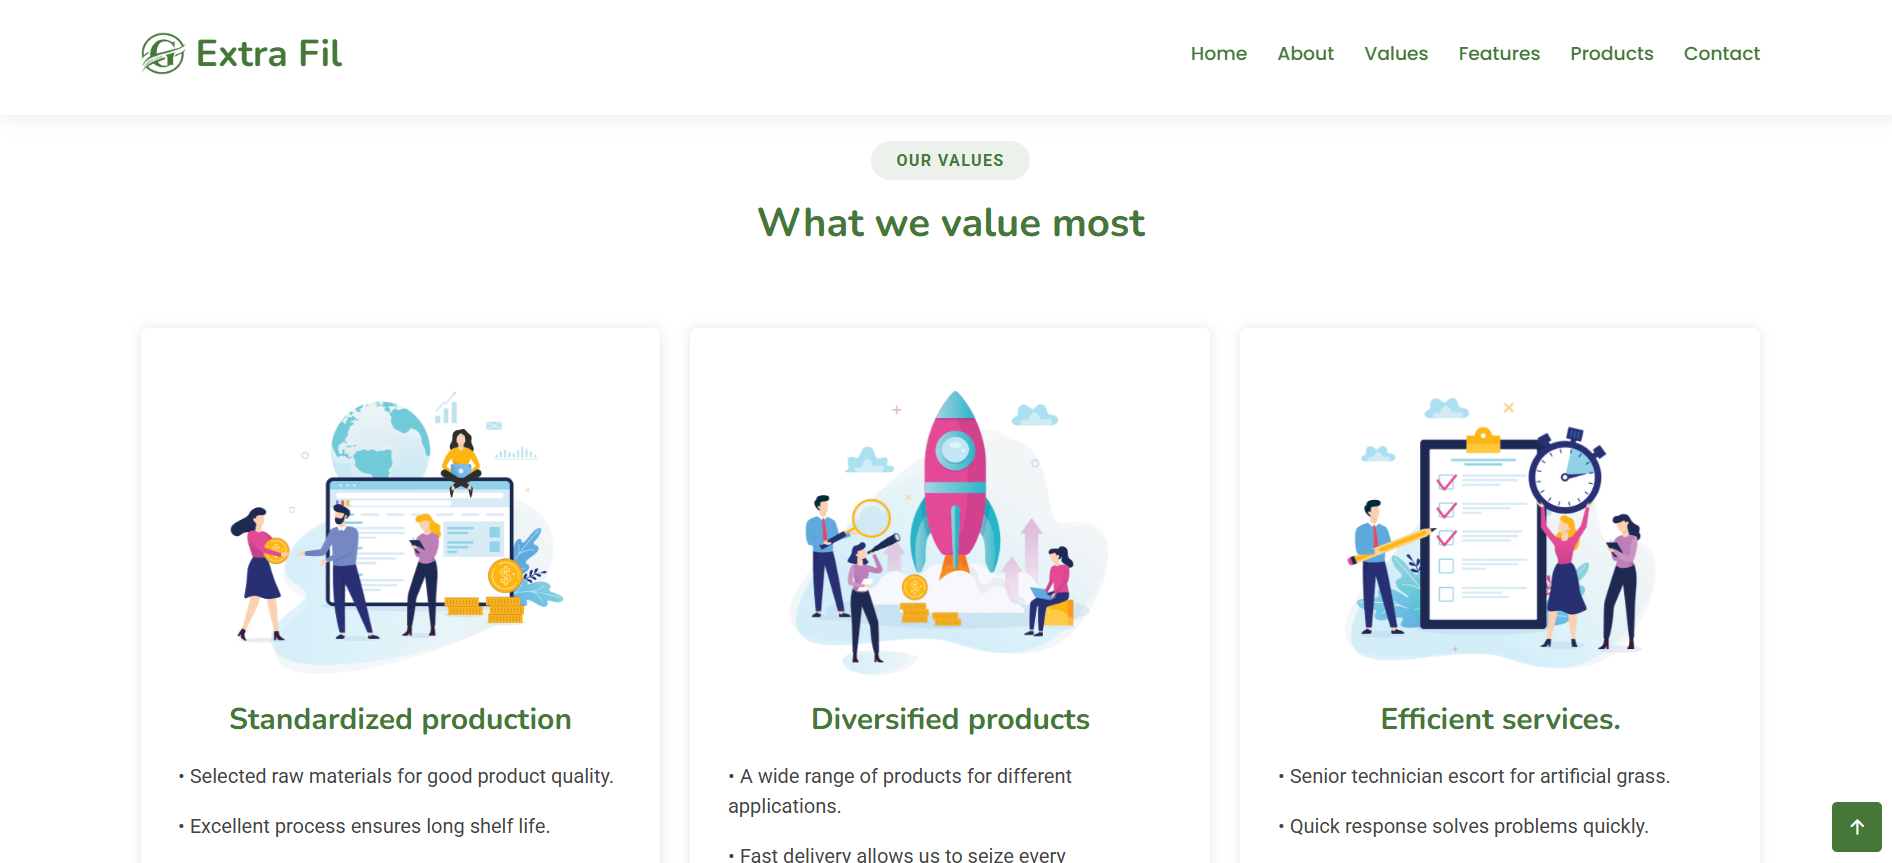 Extra Fil
Home About Values Features Products Contact
OUR VALUES
What we value most
Standardized production
• Selected raw materials for good product quality.
• Excellent process ensures long shelf life.
Diversified products
• A wide range of products for different
applications.
• Fast delivery allows us to seize every
Efficient services.
• Senior technician escort for artificial grass.
• Quick response solves problems quickly.